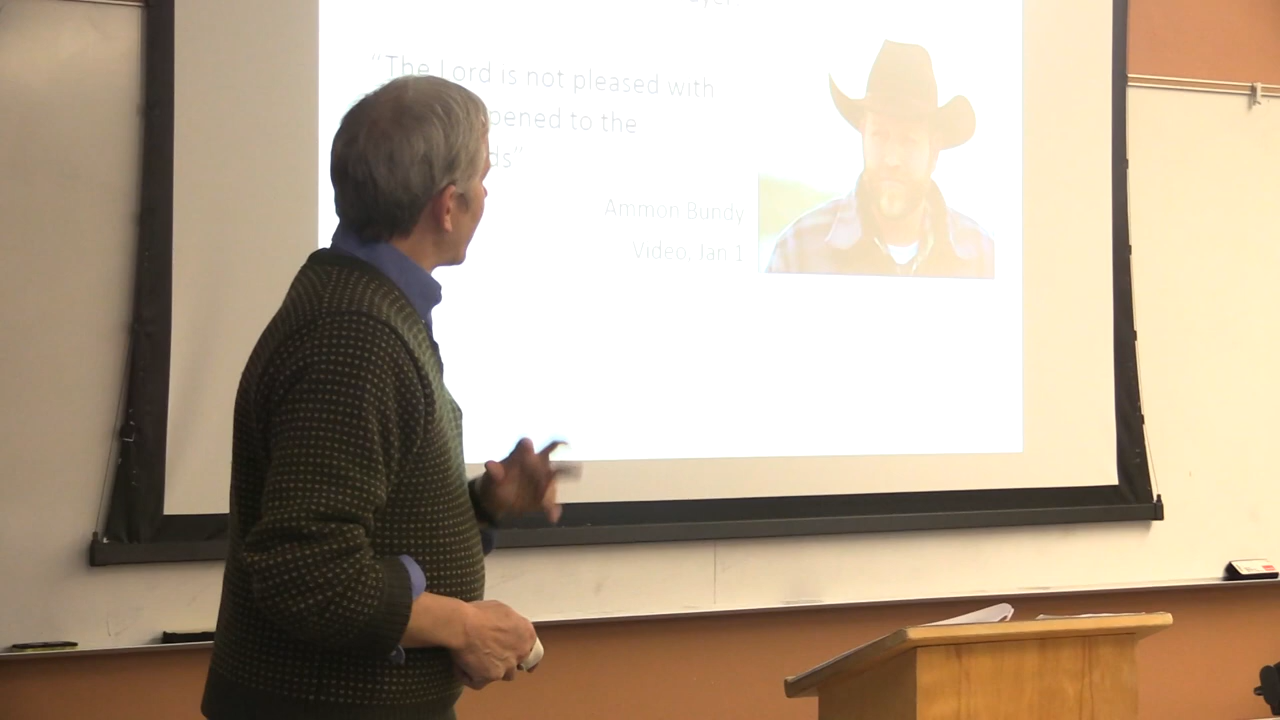 "The Lord is not pleased with
pened to the
ds"
Ammon Bundy
Video, Jan 1